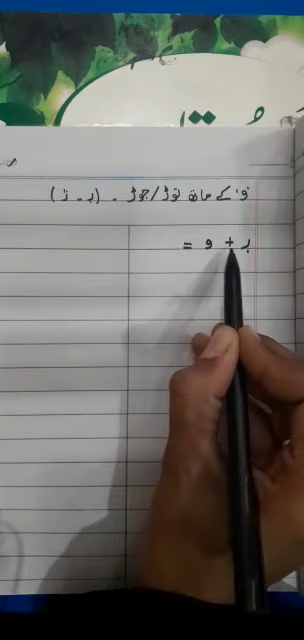 'و' کے ساتھ توڑ/جوڑ ۔ (ب ۔ ڑ)
ب + و =